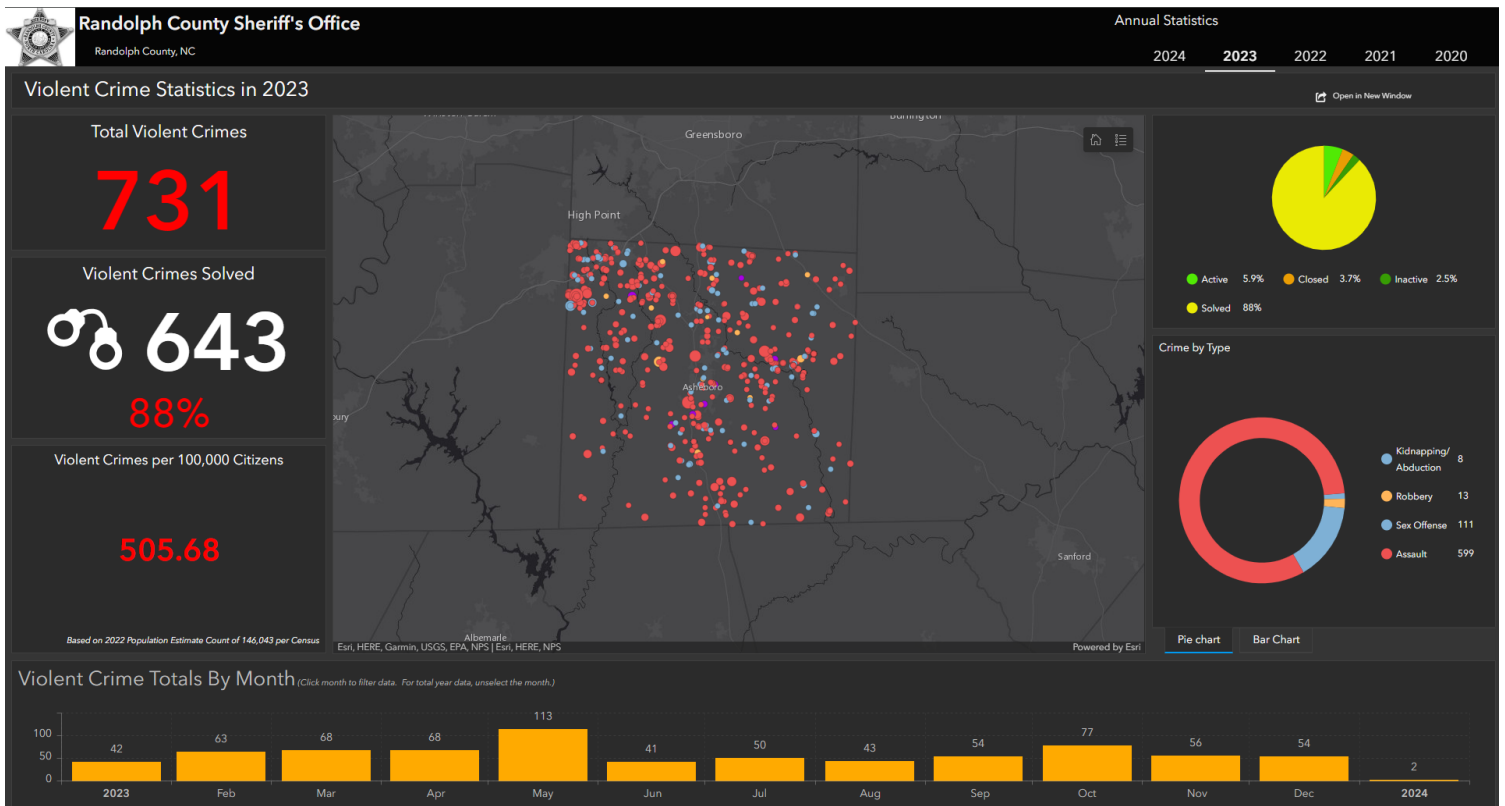 Randolph County Sheriff's Office
Randolph County, NC
Annual Statistics
2024 2023 2022 2021 2020
Violent Crime Statistics in 2023
Open in New Window
Total Violent Crimes
731
Violent Crimes Solved
643
88%
Violent Crimes per 100,000 Citizens
505.68
Based on 2022 Population Estimate Count of 146,043 per Census
Greensboro
High Point
Asheboro
bury
Sanford
Albemarle
Esri, HERE, Garmin, USGS, EPA, NPS | Esri, HERE, NPS
Powered by Esri
Active 5.9% Closed 3.7% Inactive 2.5%
Solved 88%
Crime by Type
Kidnapping/
Abduction 8
Robbery 13
Sex Offense 111
Assault 599
Pie chart Bar Chart
Violent Crime Totals By Month (Click month to filter data. For total year data, unselect the month.)
100
50
0
42 63 68 68 113 41 50 43 54 77 56 54 2
2023 Feb Mar Apr May Jun Jul Aug Sep Oct Nov Dec 2024